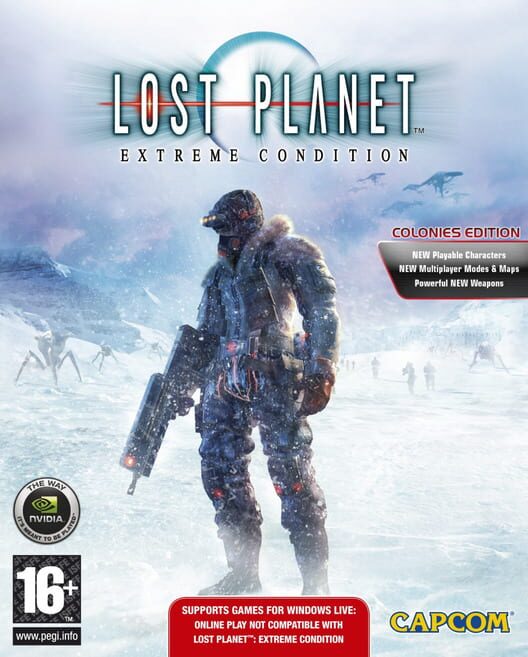 LOST PLANET™
EXTREME CONDITION
COLONIES EDITION
NEW Playable Characters
NEW Multiplayer Modes & Maps
Powerful NEW Weapons
THE WAY
NVIDIA
IT'S MEANT TO BE PLAYED
16+
™
www.pegi.info
SUPPORTS GAMES FOR WINDOWS LIVE:
ONLINE PLAY NOT COMPATIBLE WITH
LOST PLANET™: EXTREME CONDITION
CAPCOM®